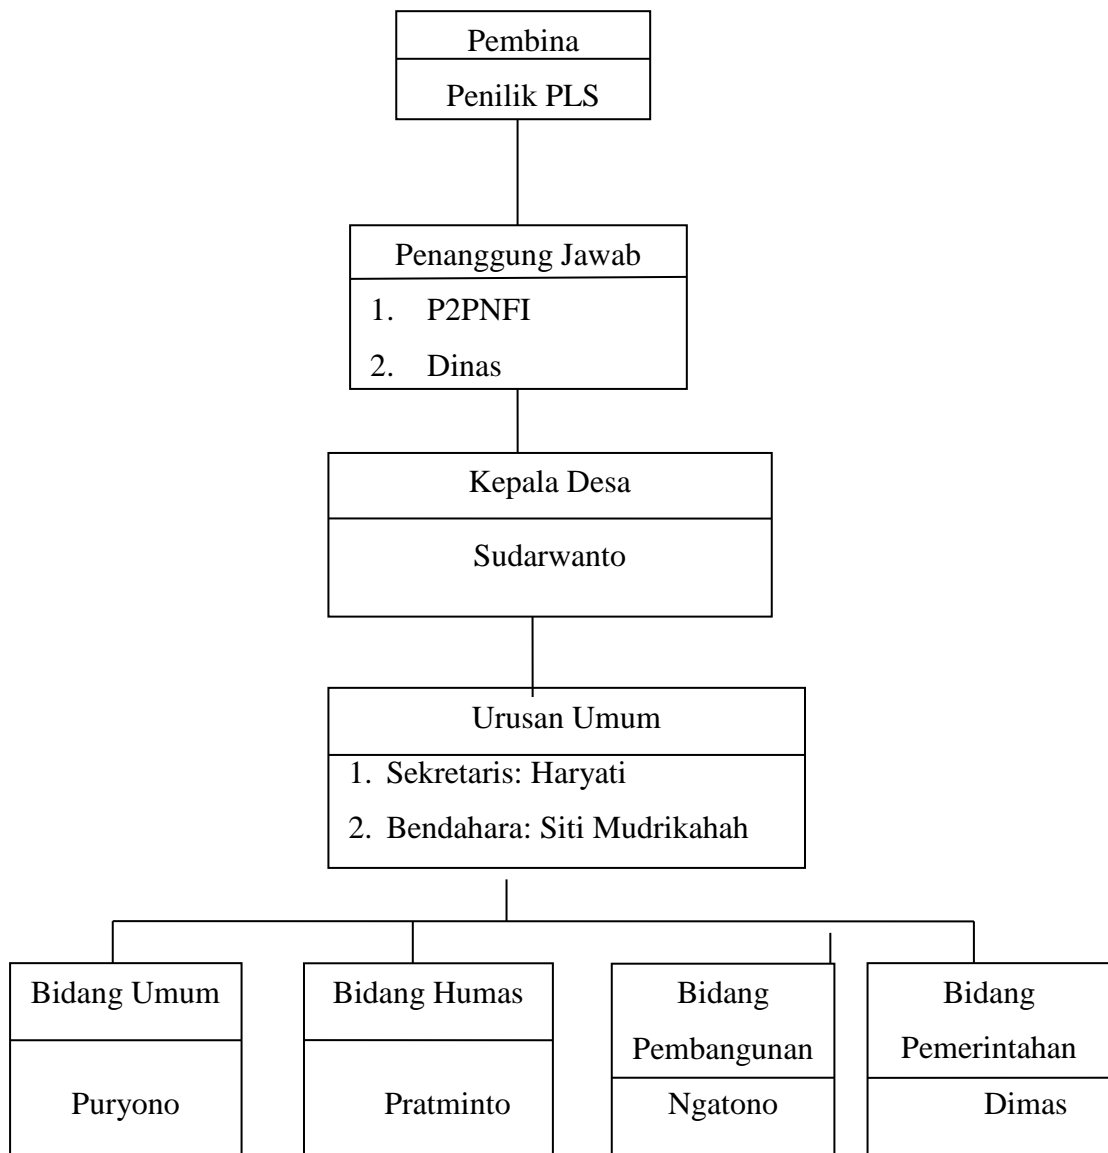 Pembina
Penilik PLS
Penanggung Jawab
1. P2PNFI
2. Dinas
Kepala Desa
Sudarwanto
Urusan Umum
1. Sekretaris: Haryati
2. Bendahara: Siti Mudrikahah
Bidang Umum
Puryono
Bidang Humas
Pratminto
Bidang
Pembangunan
Ngatono
Bidang
Pemerintahan
Dimas